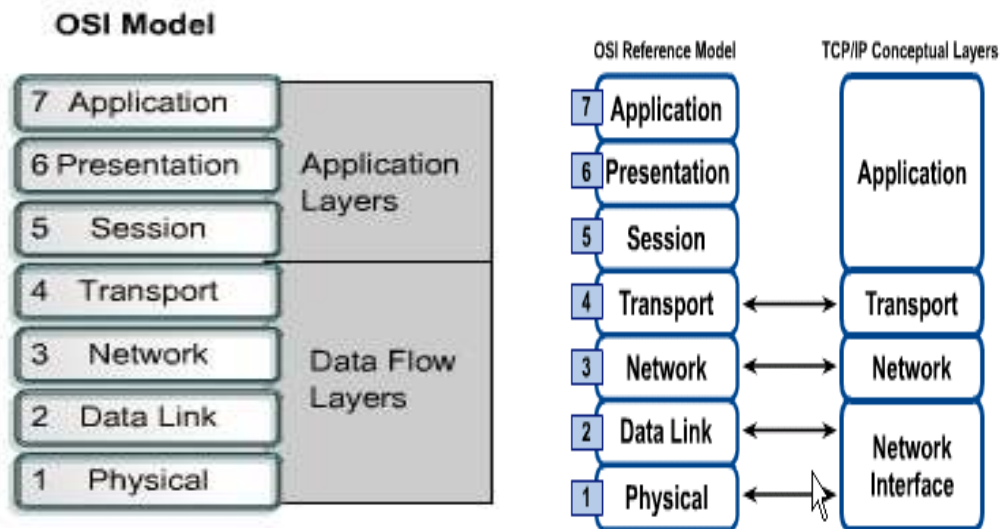 OSI Model
7 Application
6 Presentation
5 Session
4 Transport
3 Network
2 Data Link
1 Physical
Application
Layers
Data Flow
Layers
OSI Reference Model
7 Application
6 Presentation
5 Session
4 Transport
3 Network
2 Data Link
1 Physical
TCP/IP Conceptual Layers
Application
Transport
Network
Network
Interface